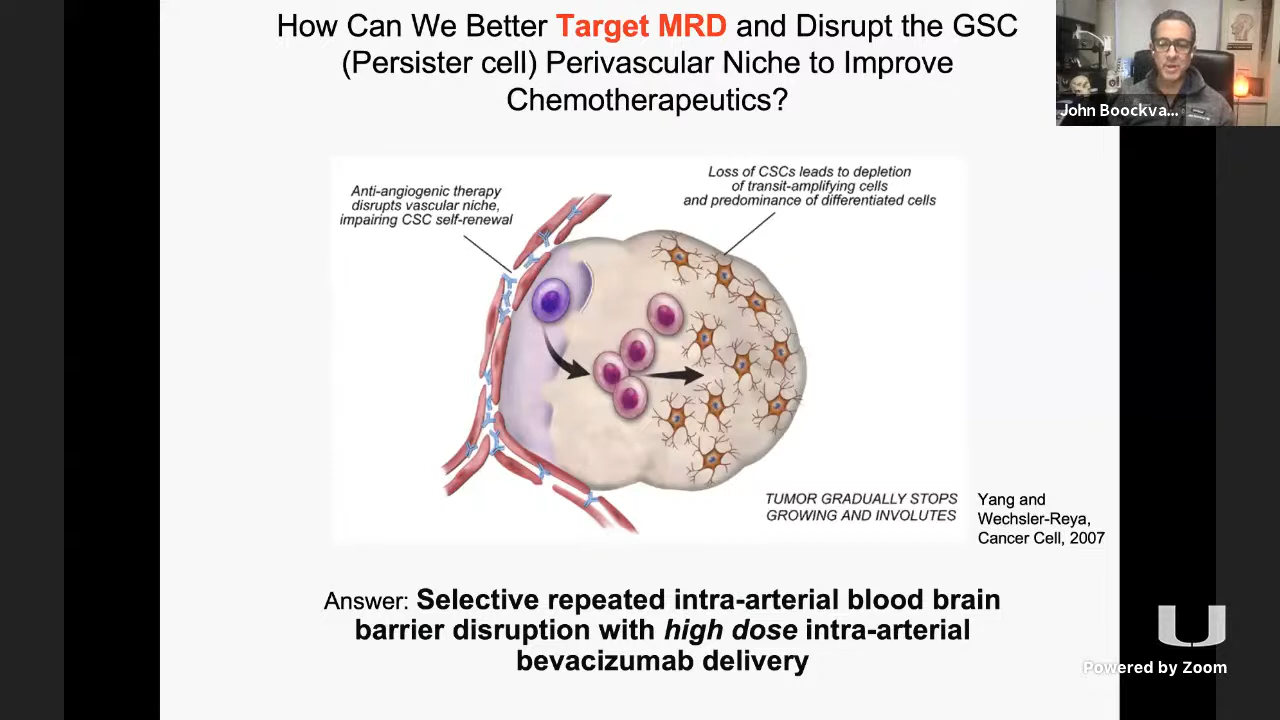 How Can We Better Target MRD and Disrupt the GSC
(Persister cell) Perivascular Niche to Improve
Chemotherapeutics?
John Boockva...
Anti-angiogenic therapy
disrupts vascular niche,
impairing CSC self-renewal
Loss of CSCs leads to depletion
of transit-amplifying cells
and predominance of differentiated cells
TUMOR GRADUALLY STOPS
GROWING AND INVOLUTES
Yang and
Wechsler-Reya,
Cancer Cell, 2007
Answer: Selective repeated intra-arterial blood brain
barrier disruption with high dose intra-arterial
bevacizumab delivery
U
Powered by Zoom